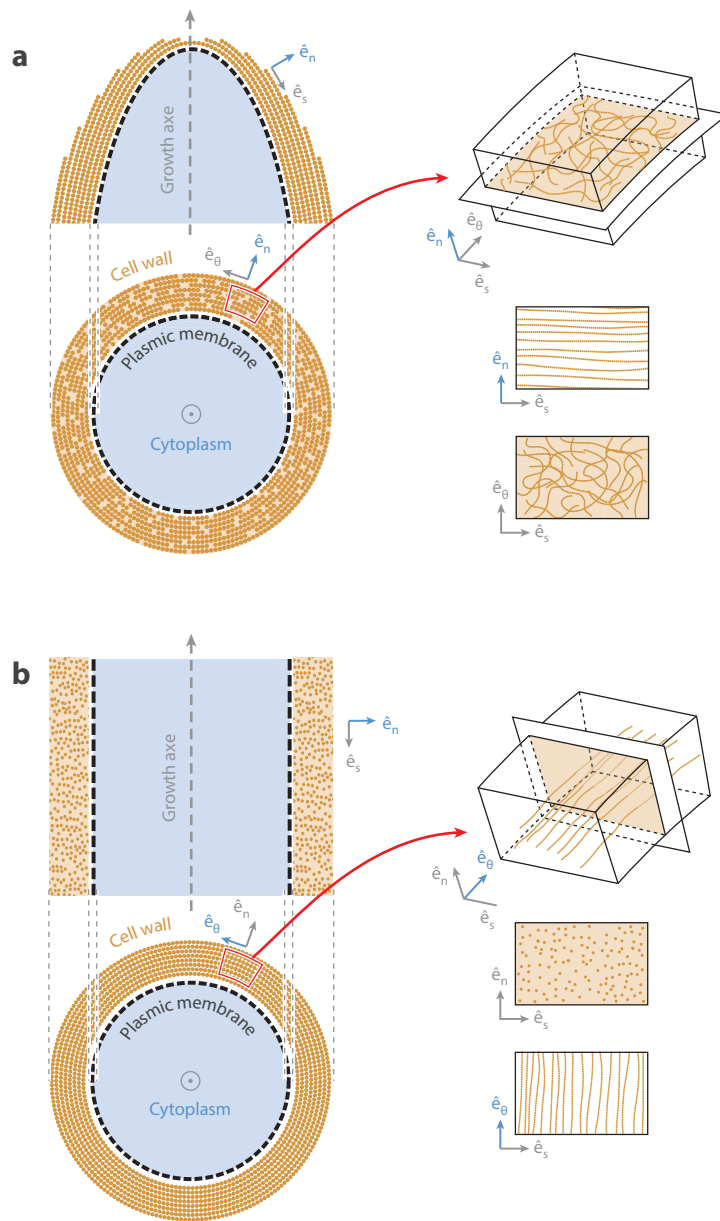 a
ê_n
ê_s
Growth axe
Cell wall
ê_θ
ê_n
Plasmic membrane
Cytoplasm
ê_n
ê_θ
ê_s
ê_n
ê_s
ê_θ
ê_s
b
ê_n
ê_s
Growth axe
Cell wall
ê_θ
ê_n
Plasmic membrane
Cytoplasm
ê_n
ê_θ
ê_s
ê_n
ê_s
ê_θ
ê_s